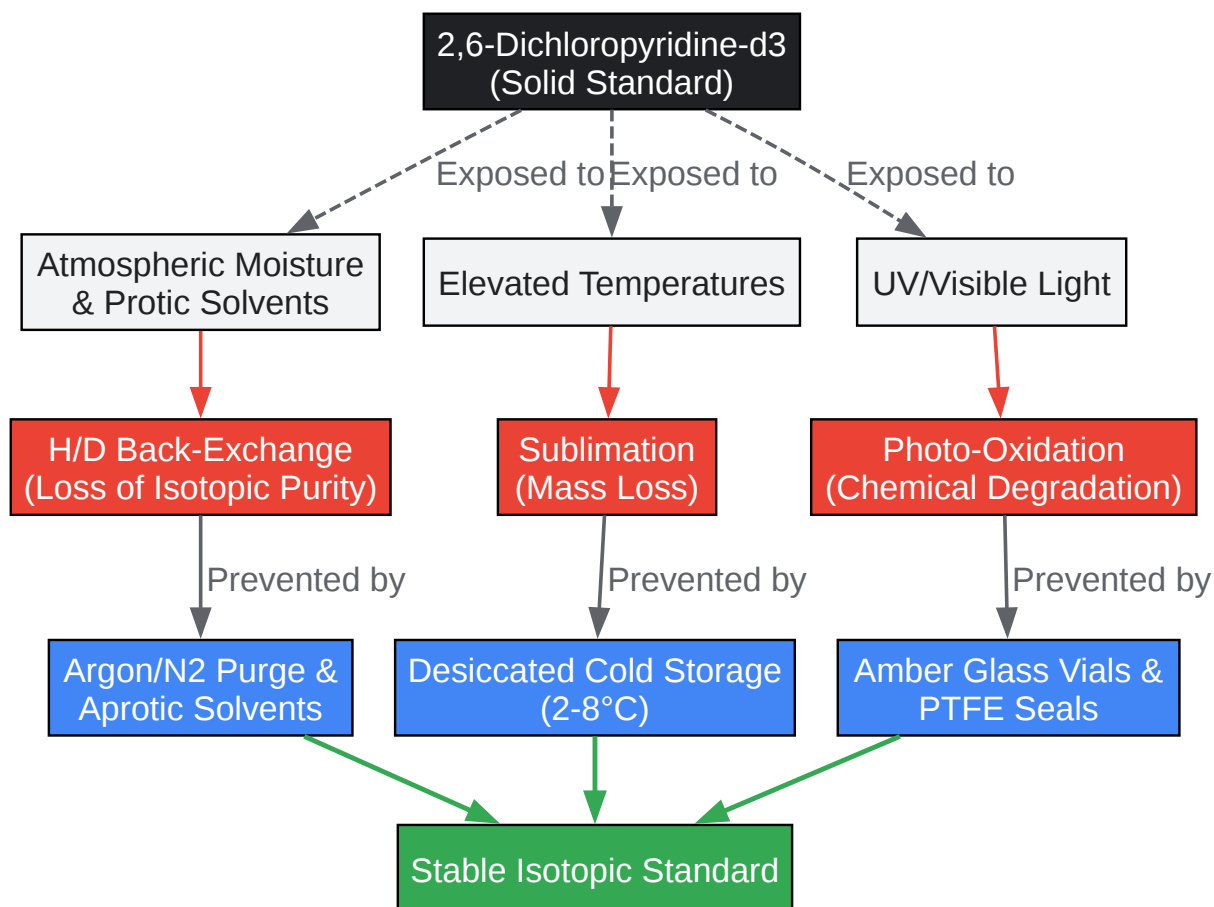 2,6-Dichloropyridine-d3
(Solid Standard)
Exposed to
Exposed to
Exposed to
Atmospheric Moisture
& Protic Solvents
Elevated Temperatures
UV/Visible Light
H/D Back-Exchange
(Loss of Isotopic Purity)
Sublimation
(Mass Loss)
Photo-Oxidation
(Chemical Degradation)
Prevented by
Prevented by
Prevented by
Argon/N2 Purge &
Aprotic Solvents
Desiccated Cold Storage
(2-8°C)
Amber Glass Vials &
PTFE Seals
Stable Isotopic Standard